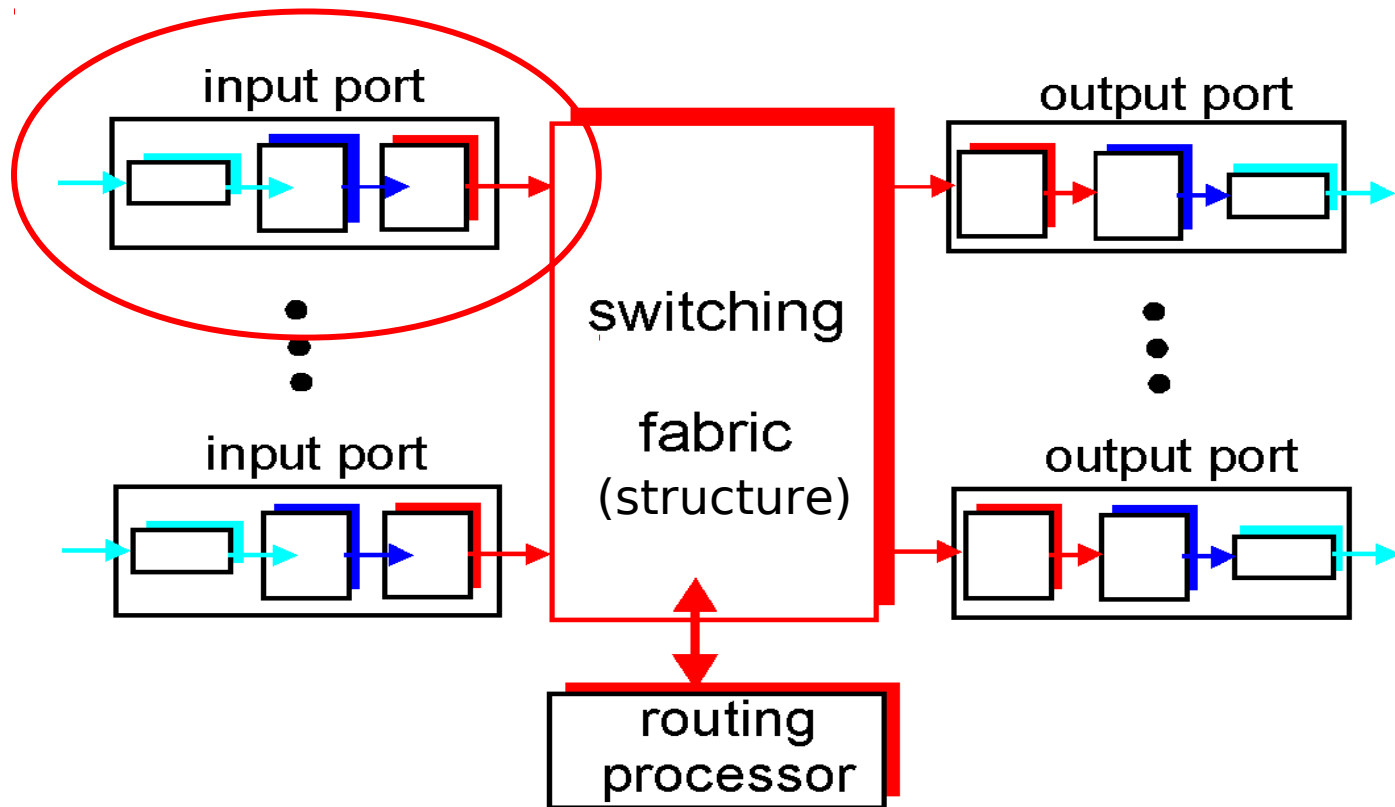 input port
output port
switching
fabric
(structure)
input port
output port
routing
processor